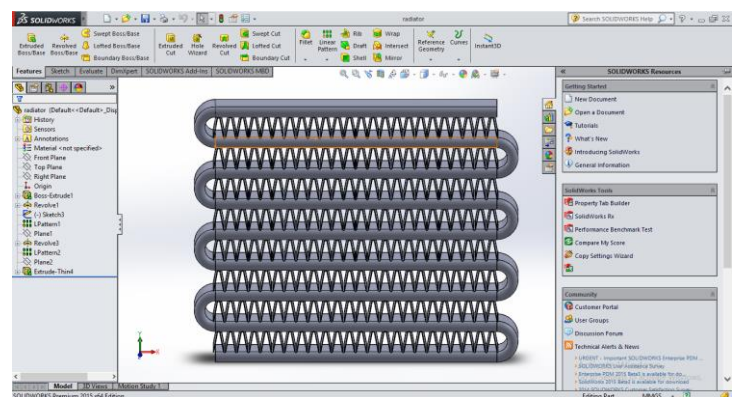 SOLIDWORKS
radiator
Search SOLIDWORKS Help
Extruded Boss/Base
Revolved Boss/Base
Swept Boss/Base
Lofted Boss/Base
Boundary Boss/Base
Extruded Cut
Hole Wizard
Revolved Cut
Swept Cut
Lofted Cut
Boundary Cut
Fillet
Linear Pattern
Rib
Draft
Shell
Wrap
Intersect
Mirror
Reference Geometry
Curves
Instant3D
Features Sketch Evaluate DimXpert SOLIDWORKS Add-Ins SOLIDWORKS MBD
radiator (Default<<Default>_Disp
History
Sensors
Annotations
Material <not specified>
Front Plane
Top Plane
Right Plane
Origin
Boss-Extrude1
Revolve1
(-) Sketch3
LPattern1
Plane1
Revolve3
LPattern2
Plane2
Extrude-Thin4
Y
X
SOLIDWORKS Resources
Getting Started
New Document
Open a Document
Tutorials
What's New
Introducing SolidWorks
General Information
SolidWorks Tools
Property Tab Builder
SolidWorks Rx
Performance Benchmark Test
Compare My Score
Copy Settings Wizard
Community
Customer Portal
User Groups
Discussion Forum
Technical Alerts & News
Model 3D Views Motion Study 1
SOLIDWORKS Premium 2015 x64 Edition
Editing Part MMGS